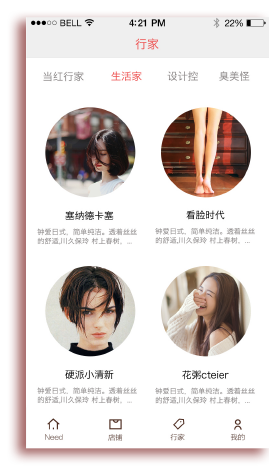 BELL 4:21 PM 22%
行家
当红行家 生活家 设计控 臭美怪
塞纳德卡塞 看脸时代
钟爱日式，简单纯洁。透着丝丝 钟爱日式，简单纯洁。透着丝丝
的舒适,川久保玲 村上春树， ... 的舒适,川久保玲 村上春树， ...
硬派小清新 花粥cteier
钟爱日式，简单纯洁。透着丝丝 钟爱日式，简单纯洁。透着丝丝
的舒适,川久保玲 村上春树， ... 的舒适,川久保玲 村上春树， ...
Need 店铺 行家 我的